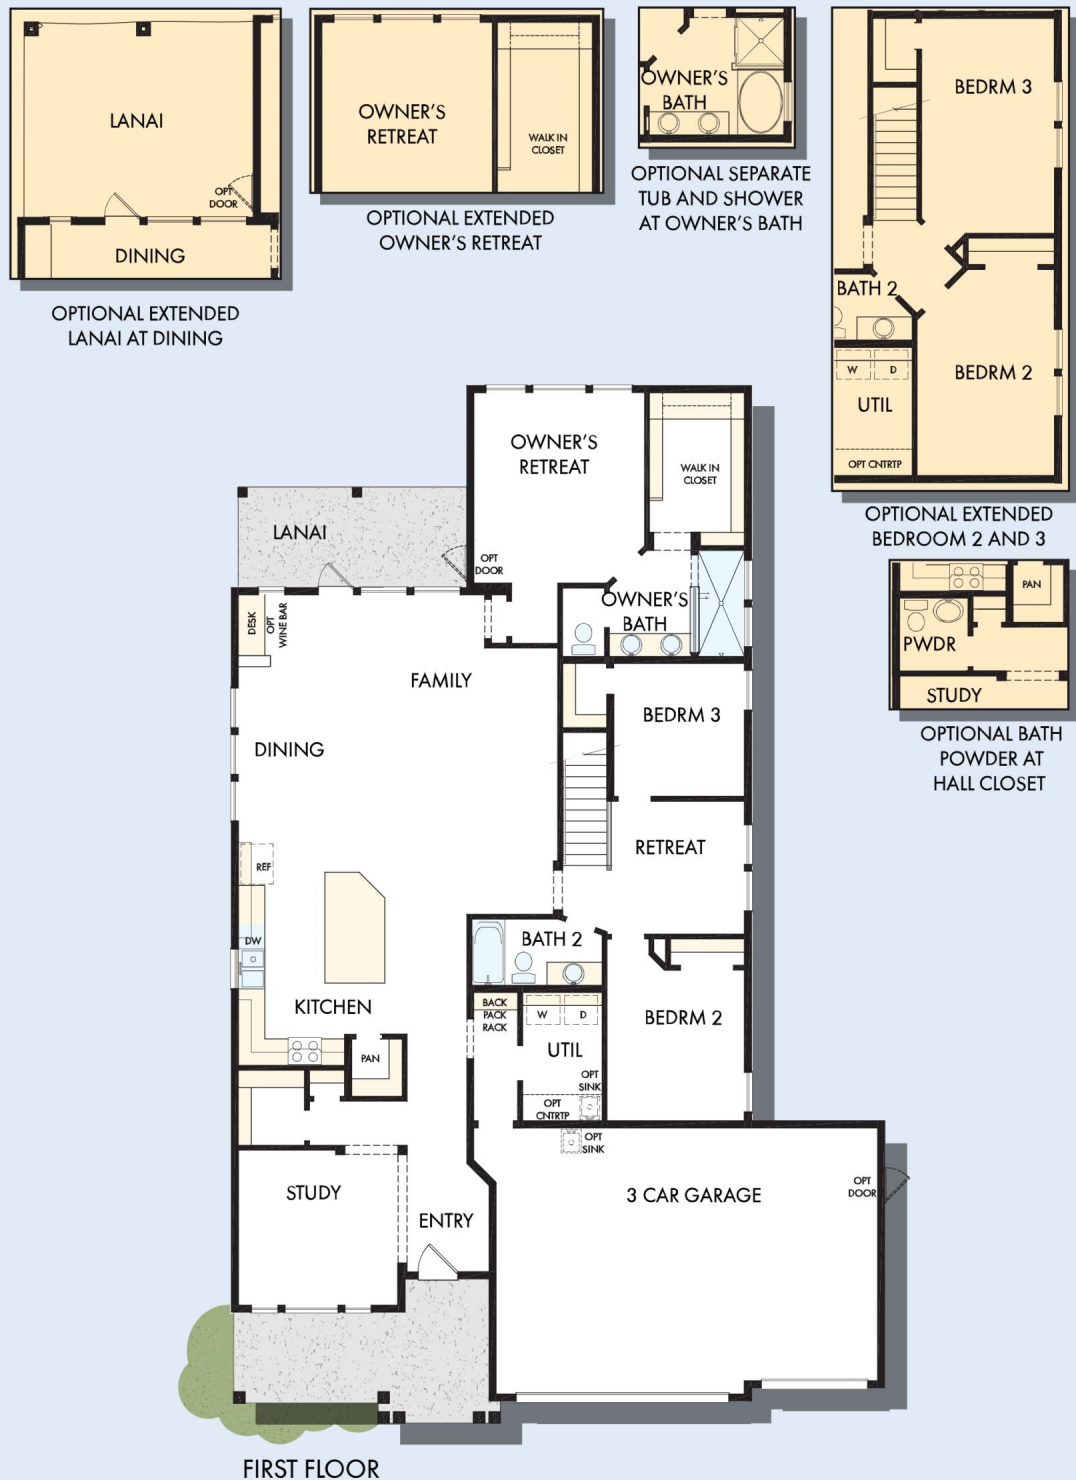 LANAI
OPT
DOOR
DINING
OPTIONAL EXTENDED
LANAI AT DINING
OWNER'S
RETREAT
WALK IN
CLOSET
OPTIONAL EXTENDED
OWNER'S RETREAT
OWNER'S
BATH
OPTIONAL SEPARATE
TUB AND SHOWER
AT OWNER'S BATH
BEDRM 3
BATH 2
BEDRM 2
W D
UTIL
OPT CNTRTP
OPTIONAL EXTENDED
BEDROOM 2 AND 3
PAN
PWDR
STUDY
OPTIONAL BATH
POWDER AT
HALL CLOSET
OWNER'S
RETREAT
WALK IN
CLOSET
LANAI
OPT
DOOR
OWNER'S
BATH
DESK
OPT
WINE BAR
FAMILY
BEDRM 3
DINING
RETREAT
REF
DW
BATH 2
KITCHEN
BACK
PACK
RACK
W D
BEDRM 2
UTIL
PAN
OPT
SINK
OPT
CNTRTP
OPT
SINK
STUDY
3 CAR GARAGE
OPT
DOOR
ENTRY
FIRST FLOOR